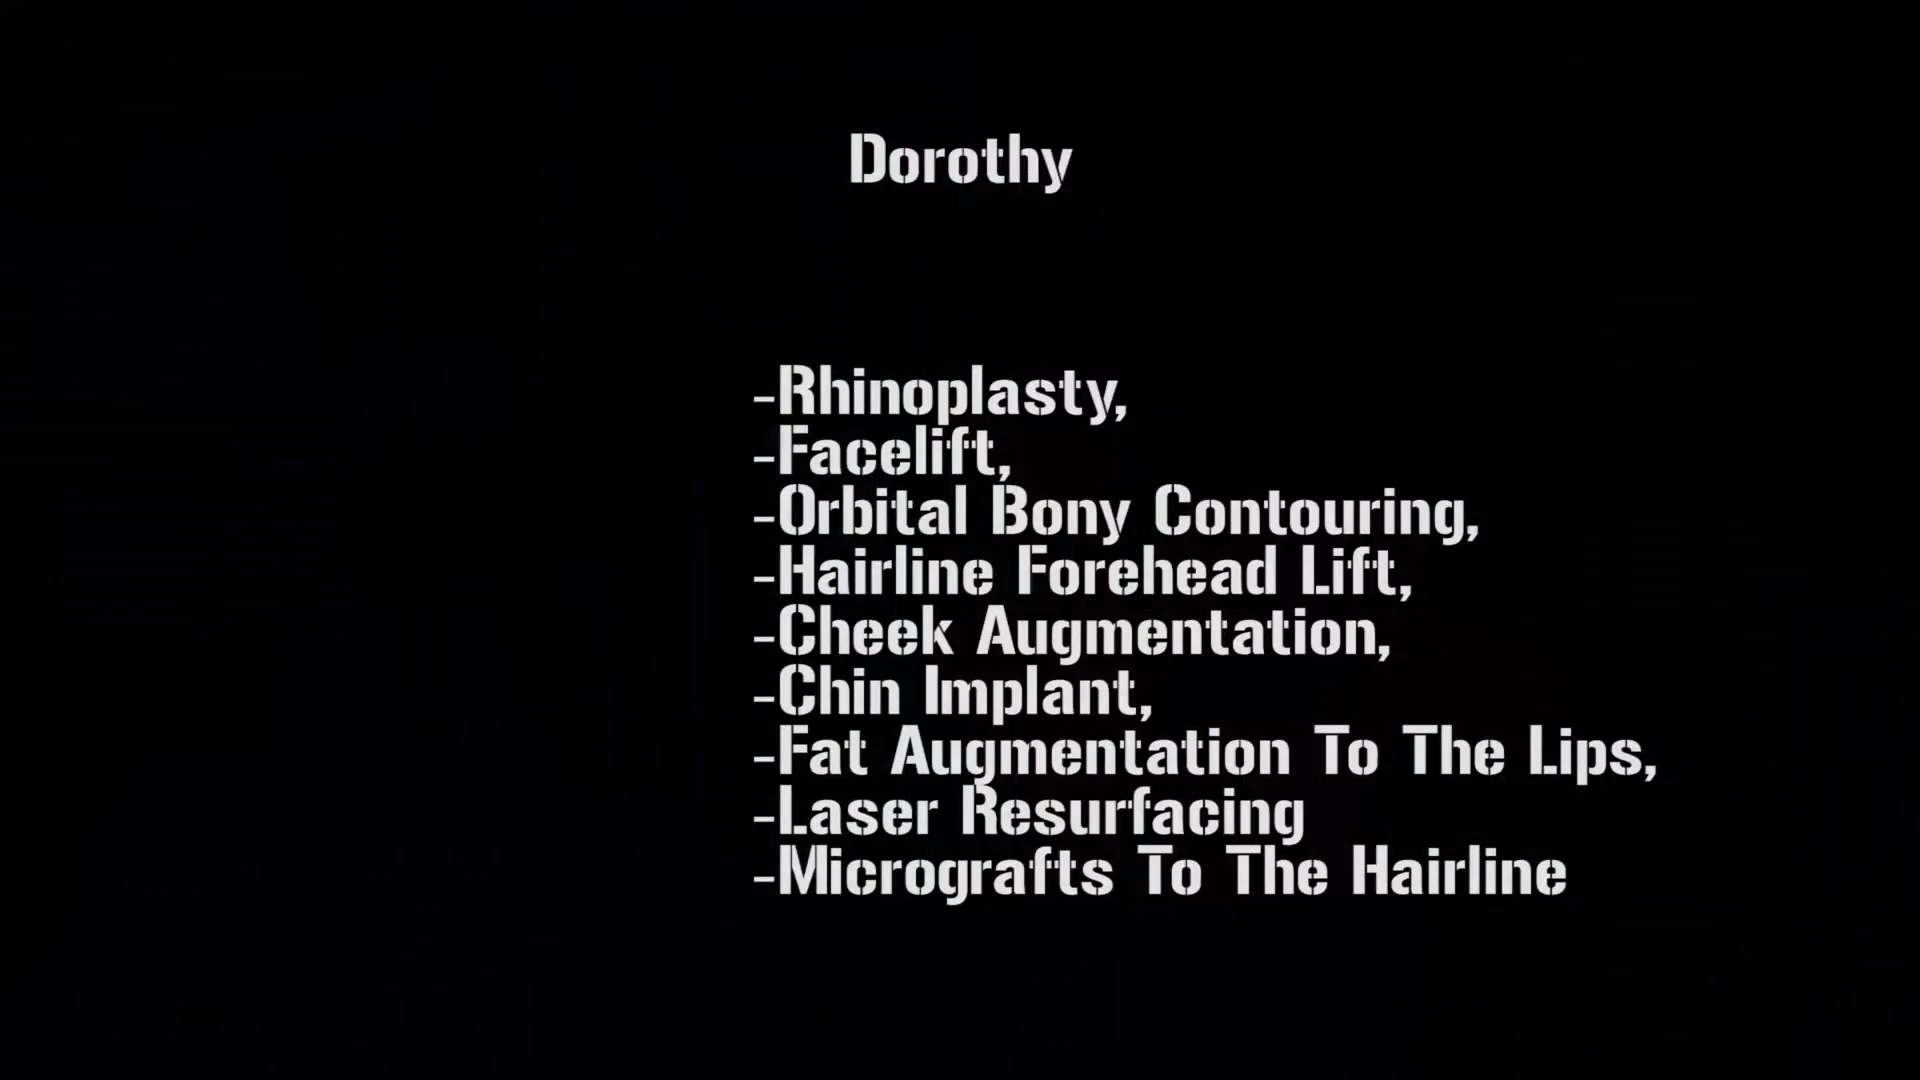 Dorothy
-Rhinoplasty,
-Facelift,
-Orbital Bony Contouring,
-Hairline Forehead Lift,
-Cheek Augmentation,
-Chin Implant,
-Fat Augmentation To The Lips,
-Laser Resurfacing
-Micrografts To The Hairline